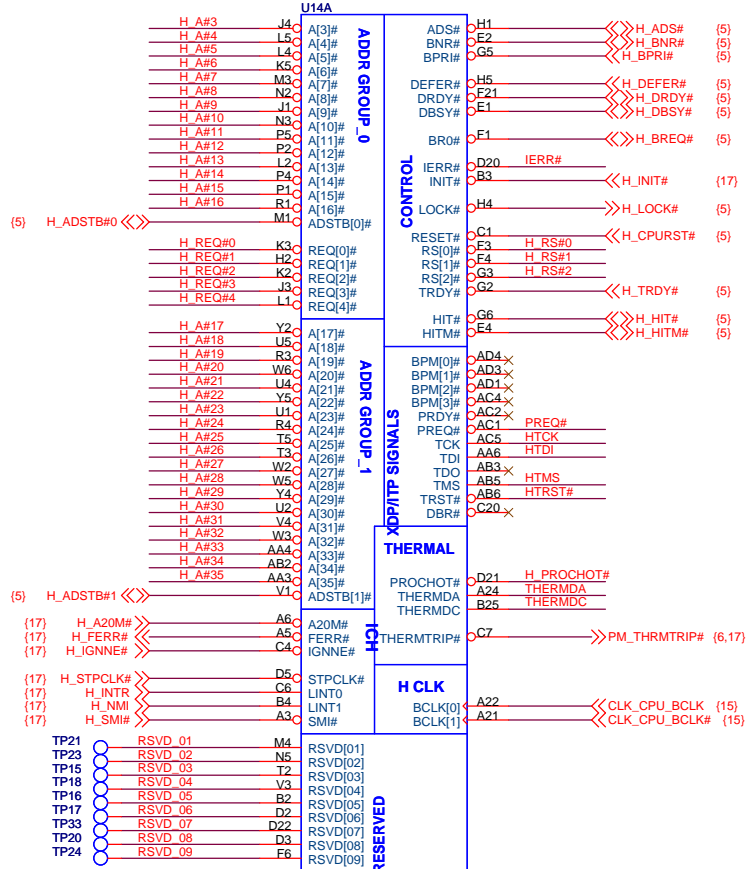 U14A
H_A#3 J4 A[3]# ADS# H1 H_ADS# {5}
H_A#4 L5 A[4]# BNR# E2 H_BNR# {5}
H_A#5 L4 A[5]# BPRI# G5 H_BPRI# {5}
H_A#6 K5 A[6]#
H_A#7 M3 A[7]# DEFER# H5 H_DEFER# {5}
H_A#8 N2 A[8]# DRDY# F21 H_DRDY# {5}
H_A#9 J1 A[9]# DBSY# E1 H_DBSY# {5}
H_A#10 N3 A[10]#
H_A#11 P5 A[11]# BR0# F1 H_BREQ# {5}
H_A#12 P2 A[12]#
H_A#13 L2 A[13]# IERR# D20 IERR#
H_A#14 P4 A[14]# INIT# B3 H_INIT# {17}
H_A#15 P1 A[15]#
H_A#16 R1 A[16]# LOCK# H4 H_LOCK# {5}
{5} H_ADSTB#0 M1 ADSTB[0]#
RESET# C1 H_CPURST# {5}
H_REQ#0 K3 REQ[0]# RS[0]# F3 H_RS#0
H_REQ#1 H2 REQ[1]# RS[1]# F4 H_RS#1
H_REQ#2 K2 REQ[2]# RS[2]# G3 H_RS#2
H_REQ#3 J3 REQ[3]# TRDY# G2 H_TRDY# {5}
H_REQ#4 L1 REQ[4]#
HIT# G6 H_HIT# {5}
HITM# E4 H_HITM# {5}
ADDR GROUP_0
CONTROL
H_A#17 Y2 A[17]#
H_A#18 U5 A[18]#
H_A#19 R3 A[19]# BPM[0]# AD4
H_A#20 W6 A[20]# BPM[1]# AD3
H_A#21 U4 A[21]# BPM[2]# AD1
H_A#22 Y5 A[22]# BPM[3]# AC4
H_A#23 U1 A[23]# PRDY# AC2
H_A#24 R4 A[24]# PREQ# AC1 PREQ#
H_A#25 T5 A[25]# TCK AC5 HTCK
H_A#26 T3 A[26]# TDI AA6 HTDI
H_A#27 W2 A[27]# TDO AB3
H_A#28 W5 A[28]# TMS AB5 HTMS
H_A#29 Y4 A[29]# TRST# AB6 HTRST#
H_A#30 U2 A[30]# DBR# C20
H_A#31 V4 A[31]#
H_A#32 W3 A[32]#
H_A#33 AA4 A[33]#
H_A#34 AB2 A[34]#
H_A#35 AA3 A[35]#
{5} H_ADSTB#1 V1 ADSTB[1]#
ADDR GROUP_1
XDP/ITP SIGNALS
THERMAL
PROCHOT# D21 H_PROCHOT#
THERMDA A24 THERMDA
THERMDC B25 THERMDC
{17} H_A20M# A6 A20M#
{17} H_FERR# A5 FERR# THERMTRIP# C7 PM_THRMTRIP# {6,17}
{17} H_IGNNE# C4 IGNNE#
ICH
{17} H_STPCLK# D5 STPCLK#
{17} H_INTR C6 LINT0
{17} H_NMI B4 LINT1
{17} H_SMI# A3 SMI#
H CLK
BCLK[0] A22 CLK_CPU_BCLK {15}
BCLK[1] A21 CLK_CPU_BCLK# {15}
TP21 RSVD_01 M4 RSVD[01]
TP23 RSVD_02 N5 RSVD[02]
TP15 RSVD_03 T2 RSVD[03]
TP18 RSVD_04 V3 RSVD[04]
TP16 RSVD_05 B2 RSVD[05]
TP17 RSVD_06 D2 RSVD[06]
TP33 RSVD_07 D22 RSVD[07]
TP20 RSVD_08 D3 RSVD[08]
TP24 RSVD_09 F6 RSVD[09]
RESERVED